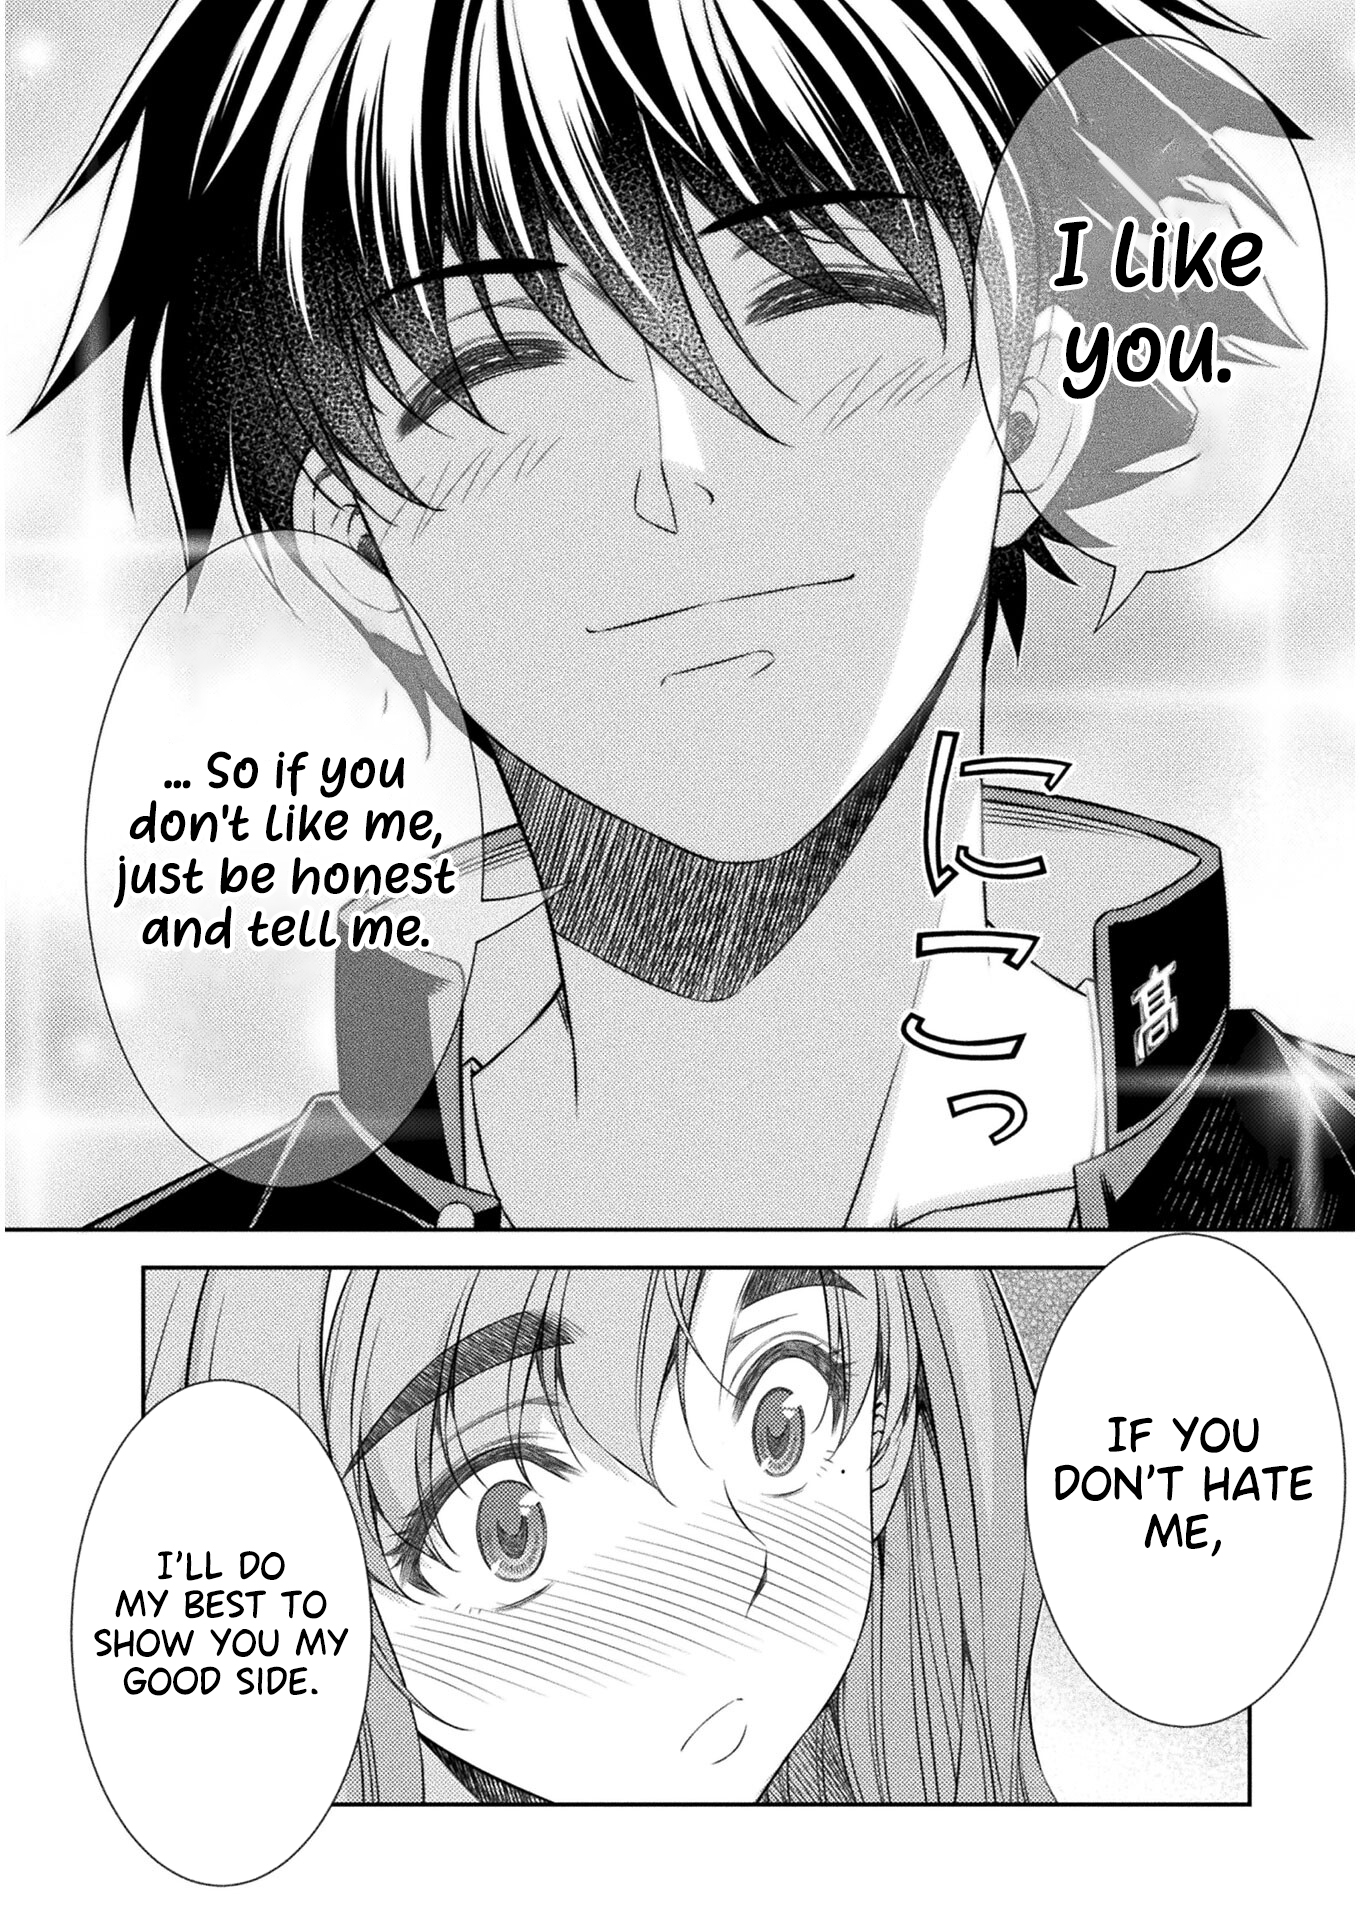 I like
you.
... So if you
don't like me,
just be honest
and tell me.
にこっ
高
IF YOU
DON'T HATE
ME,
I'LL DO
MY BEST TO
SHOW YOU MY
GOOD SIDE.